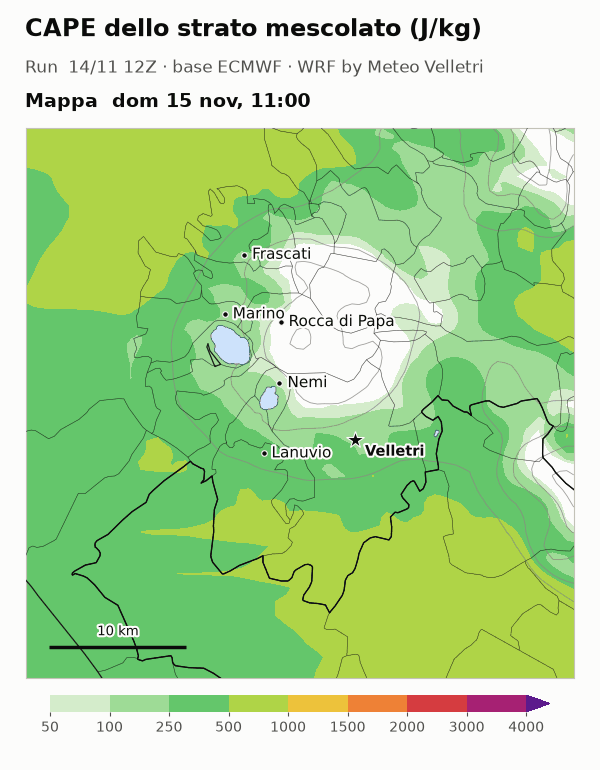 CAPE dello strato mescolato (J/kg)
Run 14/11 12Z · base ECMWF · WRF by Meteo Velletri
Mappa dom 15 nov, 11:00
Frascati
Marino
Rocca di Papa
Nemi
Velletri
Lanuvio
10 km
50 100 250 500 1000 1500 2000 3000 4000